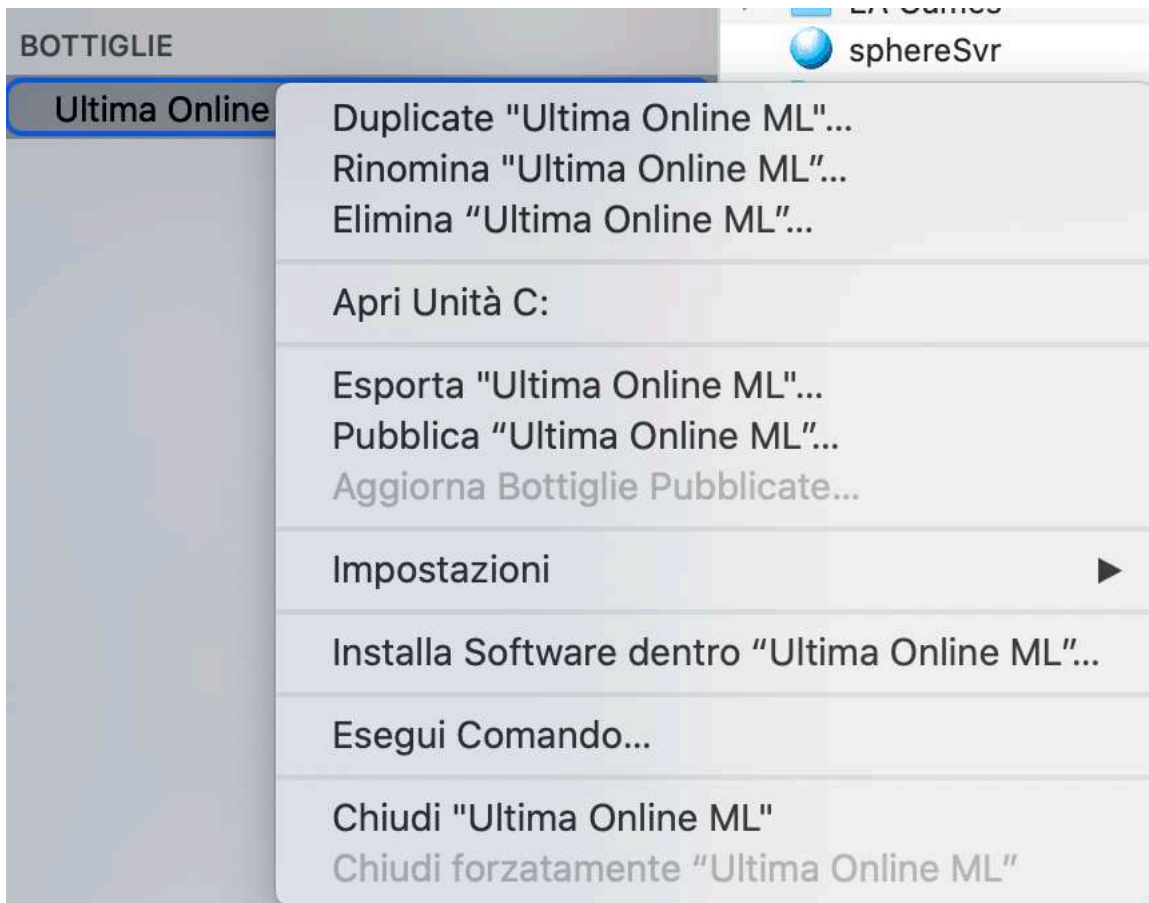 EA Games
BOTTIGLIE
sphereSvr
Ultima Online
Duplicate "Ultima Online ML"...
Rinomina "Ultima Online ML”...
Elimina “Ultima Online ML”...
Apri Unità C:
Esporta "Ultima Online ML"...
Pubblica “Ultima Online ML”...
Aggiorna Bottiglie Pubblicate...
Impostazioni
Installa Software dentro “Ultima Online ML”...
Esegui Comando...
Chiudi "Ultima Online ML"
Chiudi forzatamente “Ultima Online ML”